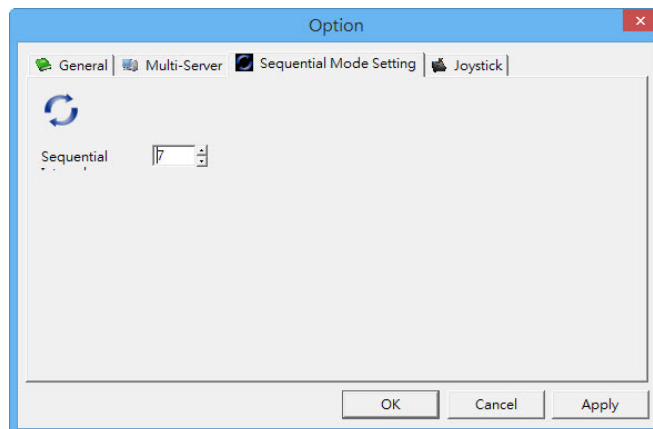 Option
General Multi-Server Sequential Mode Setting Joystick
Sequential 7
OK Cancel Apply